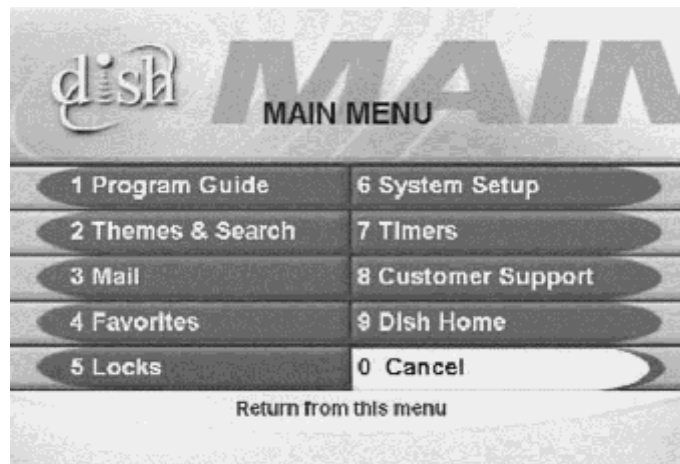 dish
MAIN
MAIN MENU
1 Program Guide
6 System Setup
2 Themes & Search
7 Timers
3 Mail
8 Customer Support
4 Favorites
9 Dish Home
5 Locks
0 Cancel
Return from this menu